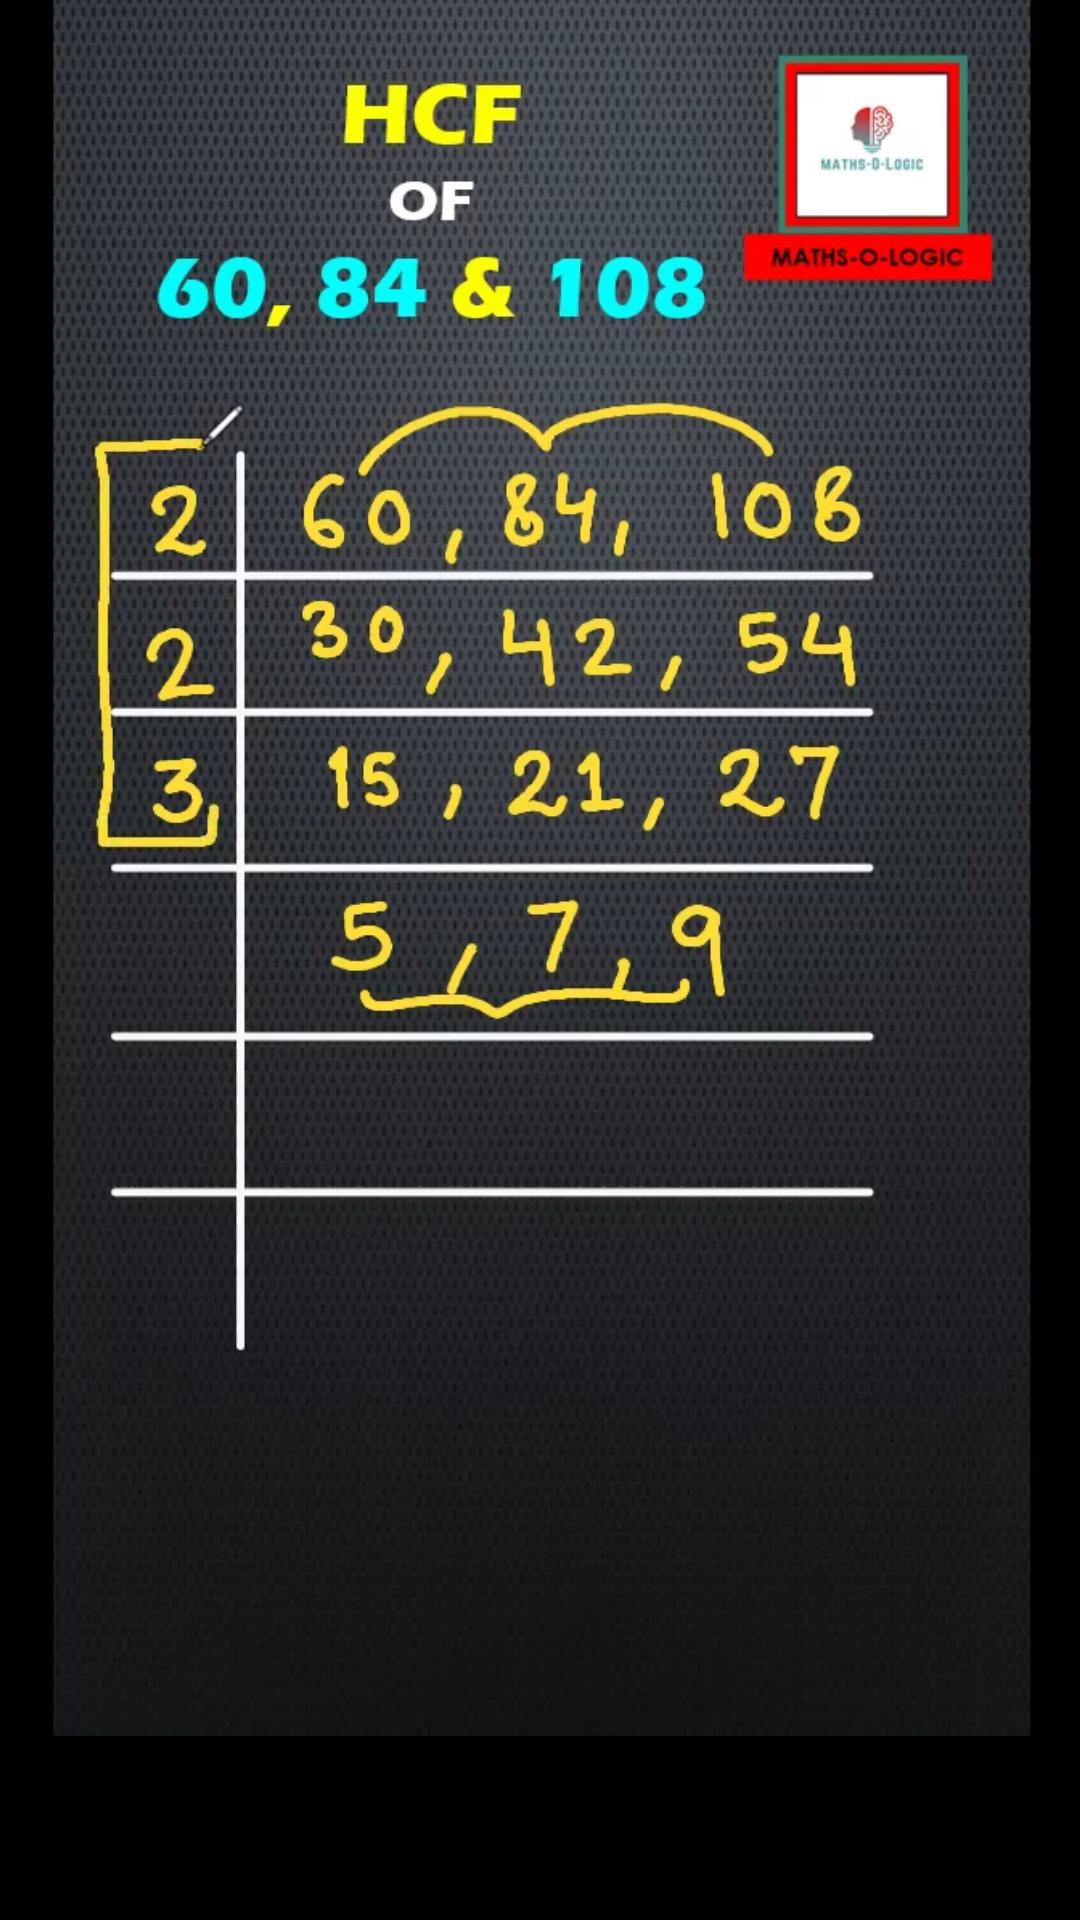 HCF
OF
60, 84 & 108
MATHS-O-LOGIC
MATHS-O-LOGIC
2 60, 84, 108
2 30, 42, 54
3, 15, 21, 27
5, 7, 9